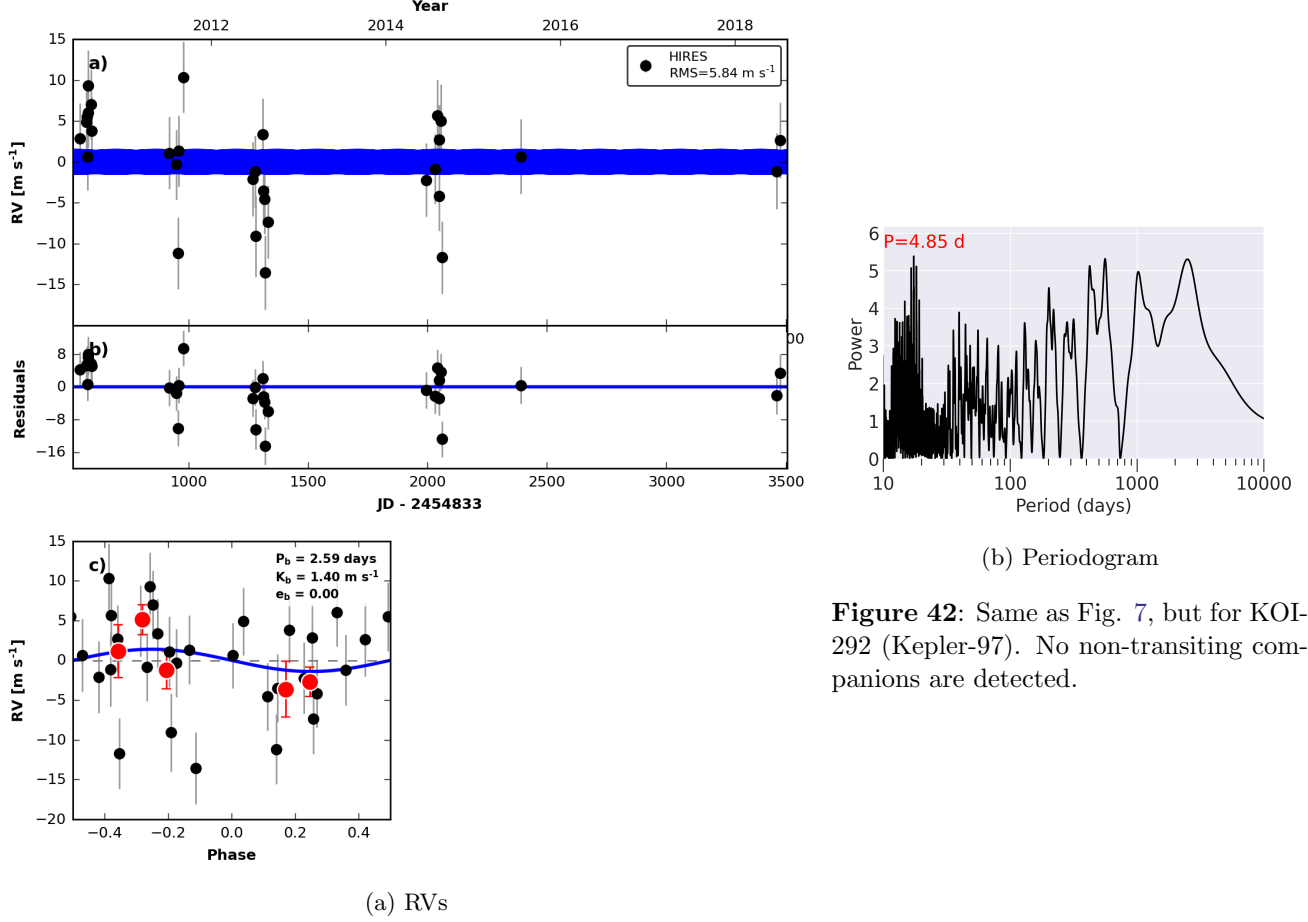 Year
2012 2014 2016 2018
a)
HIRES
RMS=5.84 m s⁻¹
15
10
5
0
−5
−10
−15
RV [m s⁻¹]
b)
00
8
0
−8
−16
Residuals
1000 1500 2000 2500 3000 3500
JD - 2454833
c)
P_b = 2.59 days
K_b = 1.40 m s⁻¹
e_b = 0.00
15
10
5
0
−5
−10
−15
−20
RV [m s⁻¹]
−0.4 −0.2 0.0 0.2 0.4
Phase
(a) RVs
P=4.85 d
6
5
4
3
2
1
0
Power
10 100 1000 10000
Period (days)
(b) Periodogram
Figure 42: Same as Fig. 7, but for KOI-
292 (Kepler-97). No non-transiting com-
panions are detected.